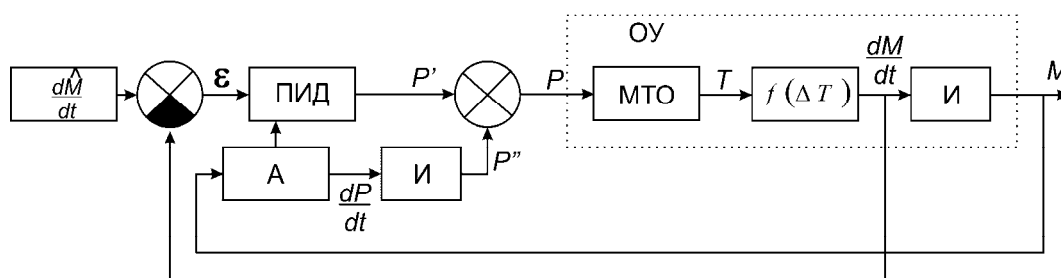 ОУ
dM̂
dt
ε
ПИД
P'
P
МТО
T
f(ΔT)
dM
dt
И
M
А
dP
dt
И
P"